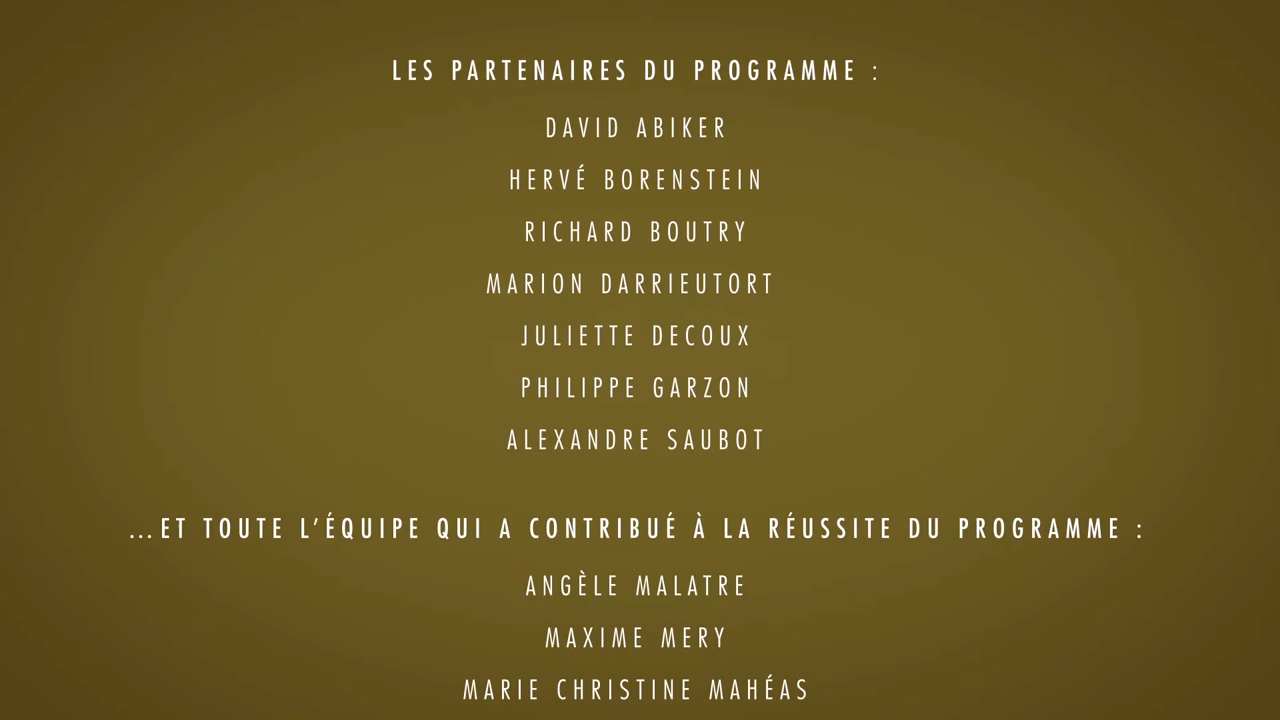 LES PARTENAIRES DU PROGRAMME :
DAVID ABIKER
HERVÉ BORENSTEIN
RICHARD BOUTRY
MARION DARRIEUTORT
JULIETTE DECOUX
PHILIPPE GARZON
ALEXANDRE SAUBOT
...ET TOUTE L’ÉQUIPE QUI A CONTRIBUÉ À LA RÉUSSITE DU PROGRAMME :
ANGÈLE MALATRE
MAXIME MERY
MARIE CHRISTINE MAHÉAS